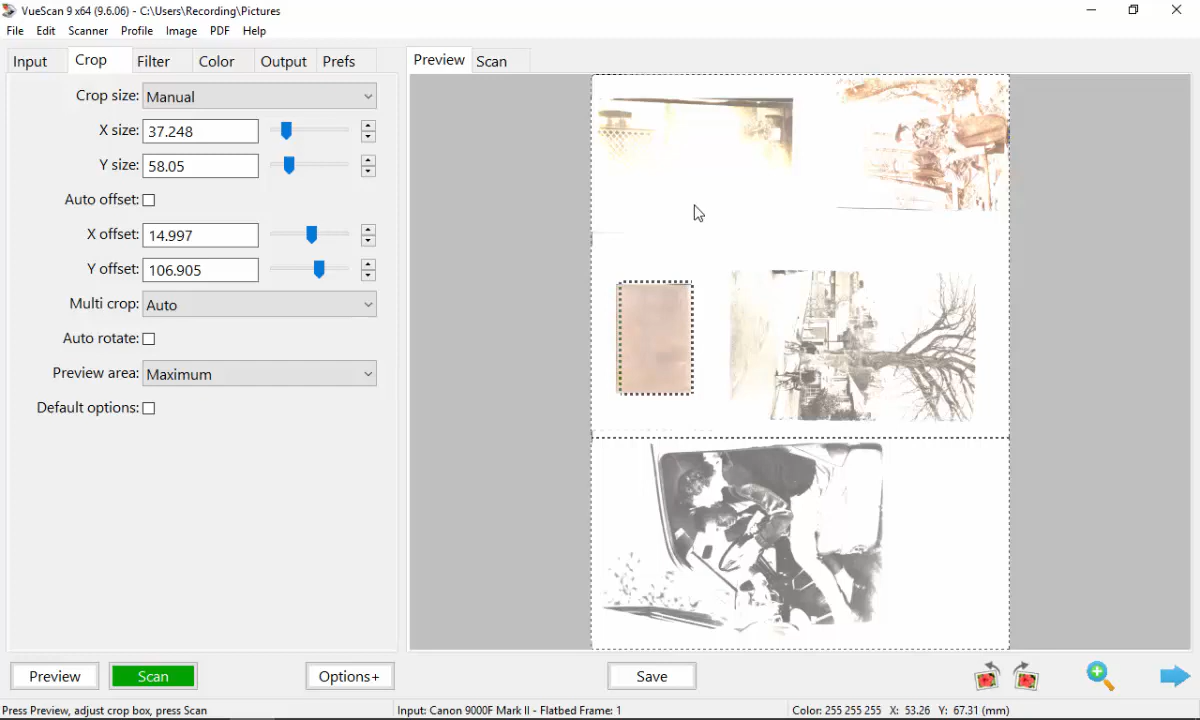 VueScan 9 x64 (9.6.06) - C:\Users\Recording\Pictures
File Edit Scanner Profile Image PDF Help
Input Crop Filter Color Output Prefs Preview Scan
Crop size: Manual
X size: 37.248
Y size: 58.05
Auto offset:
X offset: 14.997
Y offset: 106.905
Multi crop: Auto
Auto rotate:
Preview area: Maximum
Default options:
Preview Scan Options+ Save
Press Preview, adjust crop box, press Scan Input: Canon 9000F Mark II - Flatbed Frame: 1 Color: 255 255 255 X: 53.26 Y: 67.31 (mm)